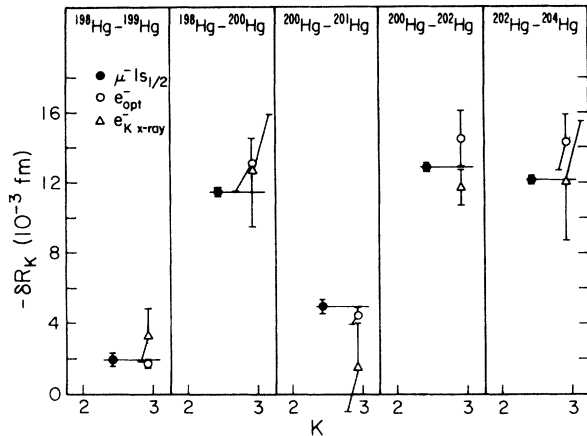 ¹⁹⁸Hg-¹⁹⁹Hg ¹⁹⁸Hg-²⁰⁰Hg ²⁰⁰Hg-²⁰¹Hg ²⁰⁰Hg-²⁰²Hg ²⁰²Hg-²⁰⁴Hg
μ⁻ 1s₁/₂
e⁻opt
e⁻K x-ray
-δR_K (10⁻³ fm)
16
12
8
4
0
2 3 2 3 2 3 2 3 2 3
K